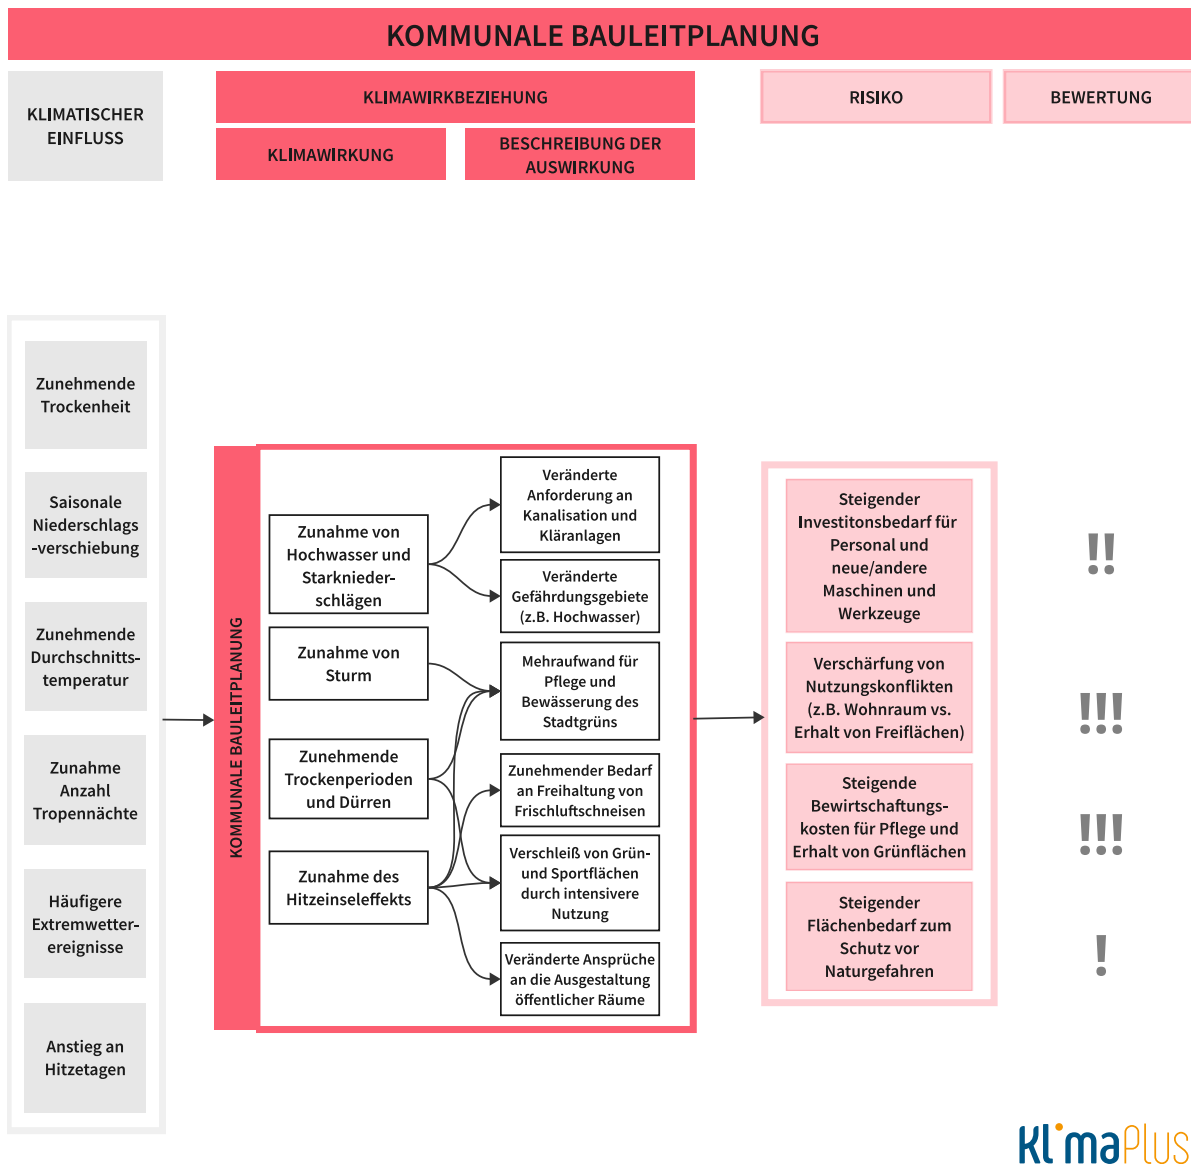 KOMMUNALE BAULEITPLANUNG
KLIMATISCHER
EINFLUSS
KLIMAWIRKBEZIEHUNG
KLIMAWIRKUNG
BESCHREIBUNG DER
AUSWIRKUNG
RISIKO
BEWERTUNG
Zunehmende
Trockenheit
Saisonale
Niederschlags
-verschiebung
Zunehmende
Durchschnitts-
temperatur
Zunahme
Anzahl
Tropennächte
Häufigere
Extremwetter-
ereignisse
Anstieg an
Hitzetagen
KOMMUNALE BAULEITPLANUNG
Zunahme von
Hochwasser und
Starknieder-
schlägen
Zunahme von
Sturm
Zunehmende
Trockenperioden
und Dürren
Zunahme des
Hitzeinseleffekts
Veränderte
Anforderung an
Kanalisation und
Kläranlagen
Veränderte
Gefährdungsgebiete
(z.B. Hochwasser)
Mehraufwand für
Pflege und
Bewässerung des
Stadtgrüns
Zunehmender Bedarf
an Freihaltung von
Frischluftschneisen
Verschleiß von Grün-
und Sportflächen
durch intensivere
Nutzung
Veränderte Ansprüche
an die Ausgestaltung
öffentlicher Räume
Steigender
Investitonsbedarf für
Personal und
neue/andere
Maschinen und
Werkzeuge
!!
Verschärfung von
Nutzungskonflikten
(z.B. Wohnraum vs.
Erhalt von Freiflächen)
!!!
Steigende
Bewirtschaftungs-
kosten für Pflege und
Erhalt von Grünflächen
!!!
Steigender
Flächenbedarf zum
Schutz vor
Naturgefahren
!
KlimaPlus